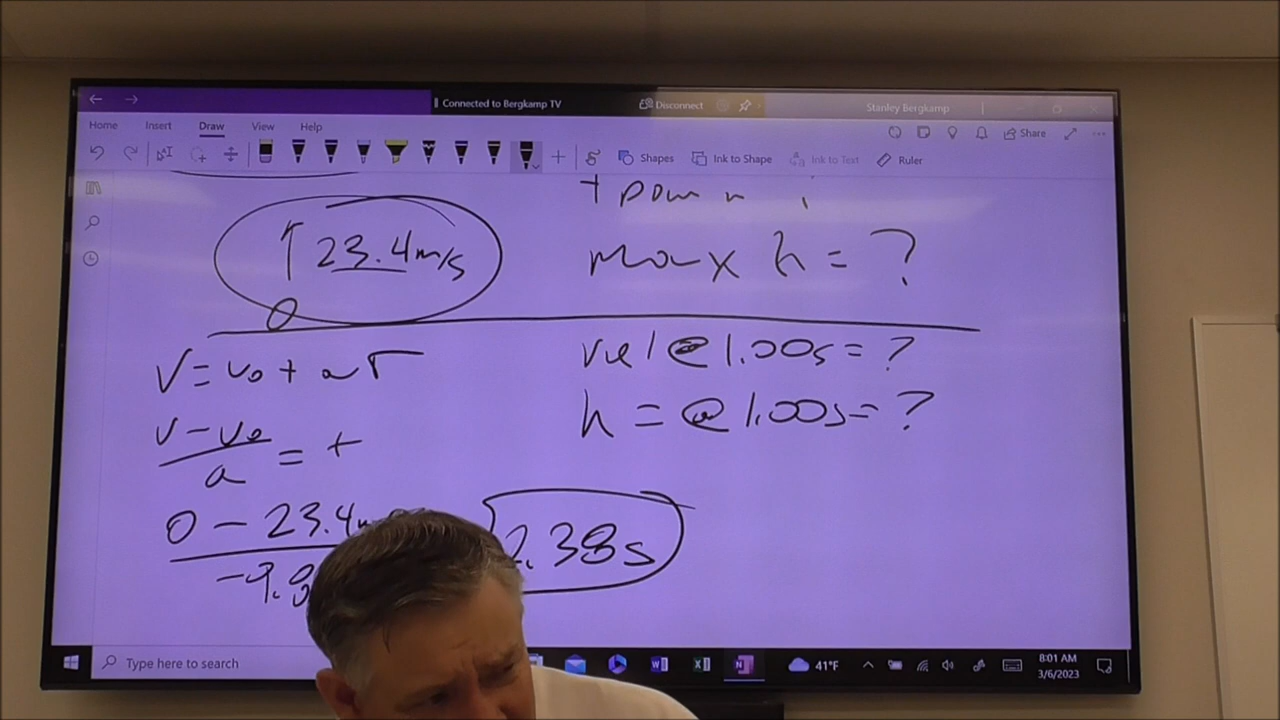 Connected to Bergkamp TV
Disconnect
Stanley Bergkamp
Home Insert Draw View Help
Share
Shapes
Ink to Shape
Ink to Text
Ruler
↑ 23.4m/s
max h = ?
v = v₀ + at
vel @ 1.00s = ?
h = @ 1.00s = ?
v - v₀
a
= t
0 - 23.4
-9.8
2.38s
Type here to search
41°F
8:01 AM
3/6/2023